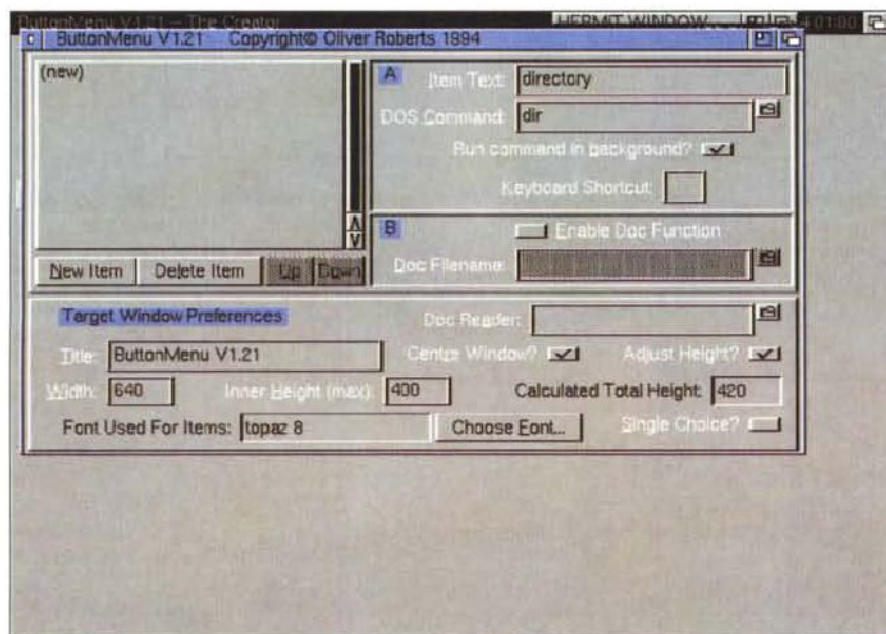 ButtonMenu V1.21 – The Creator
HERMIT WINDOW
01:00
ButtonMenu V1.21 Copyright© Oliver Roberts 1994
(new)
A
Item Text: directory
DOS Command: dir
Run command in background?
Keyboard Shortcut:
New Item Delete Item Up Down
B
Enable Doc Function
Doc Filename:
Target Window Preferences
Doc Reader:
Title: ButtonMenu V1.21 Centre Window? Adjust Height?
Width: 640 Inner Height (max): 400 Calculated Total Height: 420
Font Used For Items: topaz 8 Choose Font... Single Choice?